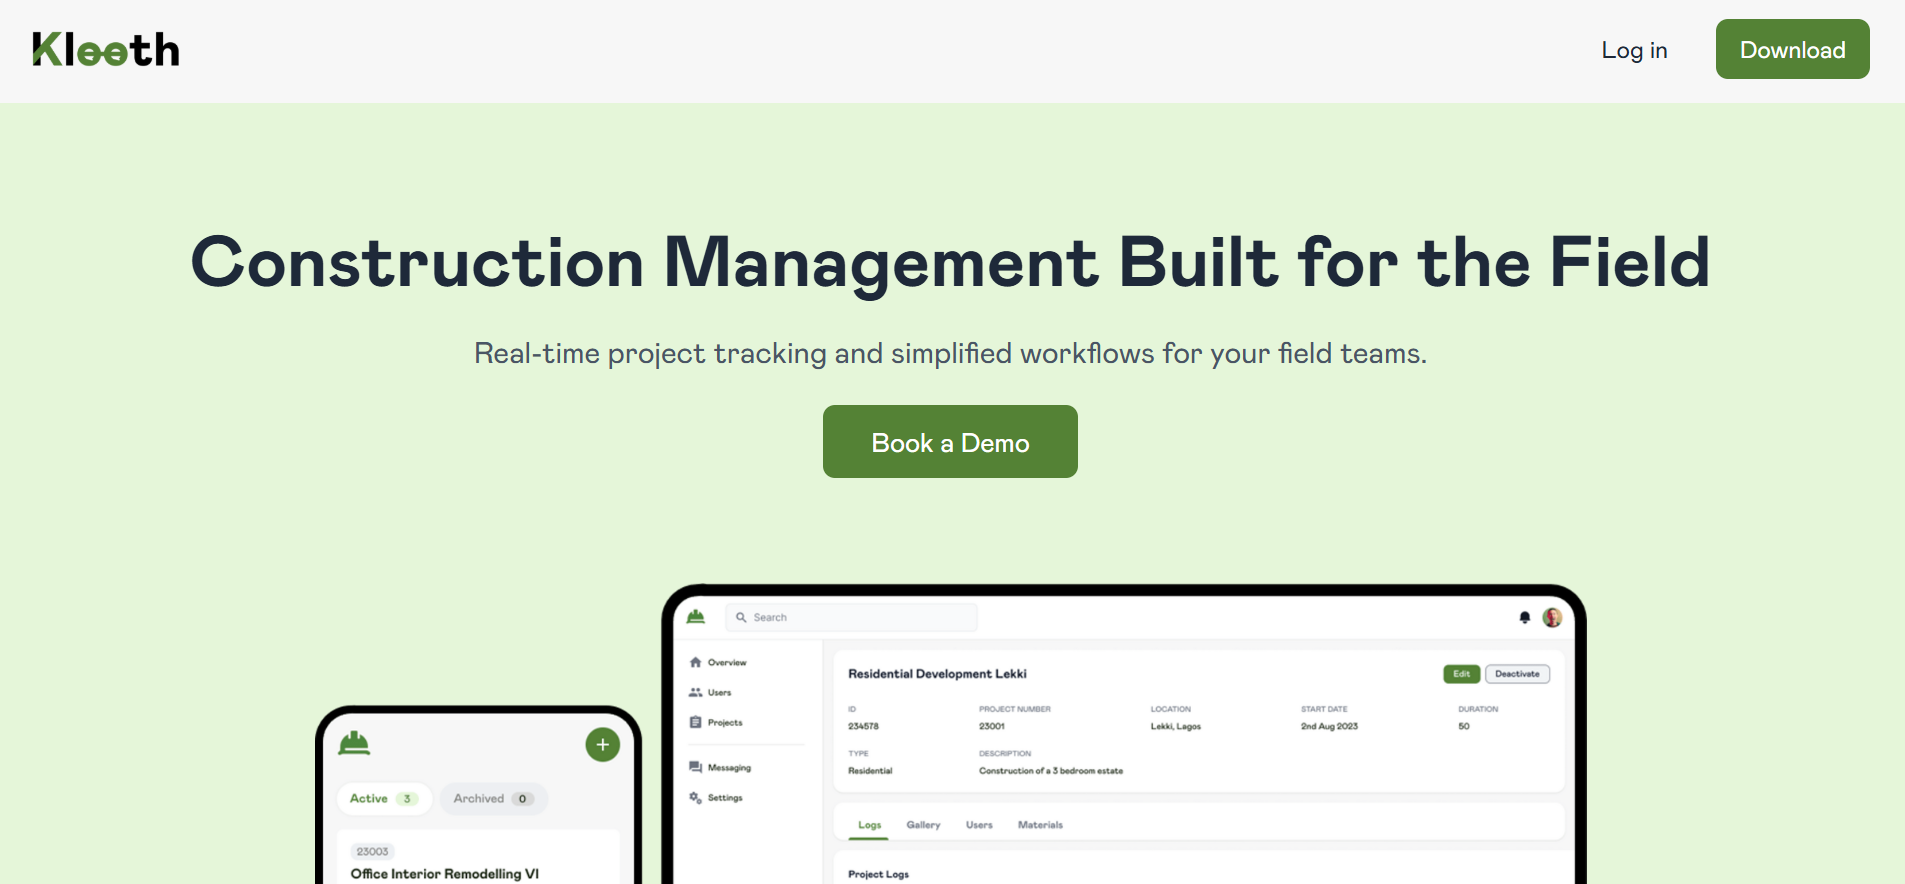 Kleeth
Log in
Download
Construction Management Built for the Field
Real-time project tracking and simplified workflows for your field teams.
Book a Demo
Search
Overview
Users
Projects
Messaging
Settings
Residential Development Lekki
Edit
Deactivate
ID
PROJECT NUMBER
LOCATION
START DATE
DURATION
234578
23001
Lekki, Lagos
2nd Aug 2023
50
TYPE
DESCRIPTION
Residential
Construction of a 3 bedroom estate
Logs
Gallery
Users
Materials
Project Logs
+
Active 3
Archived 0
23003
Office Interior Remodelling VI